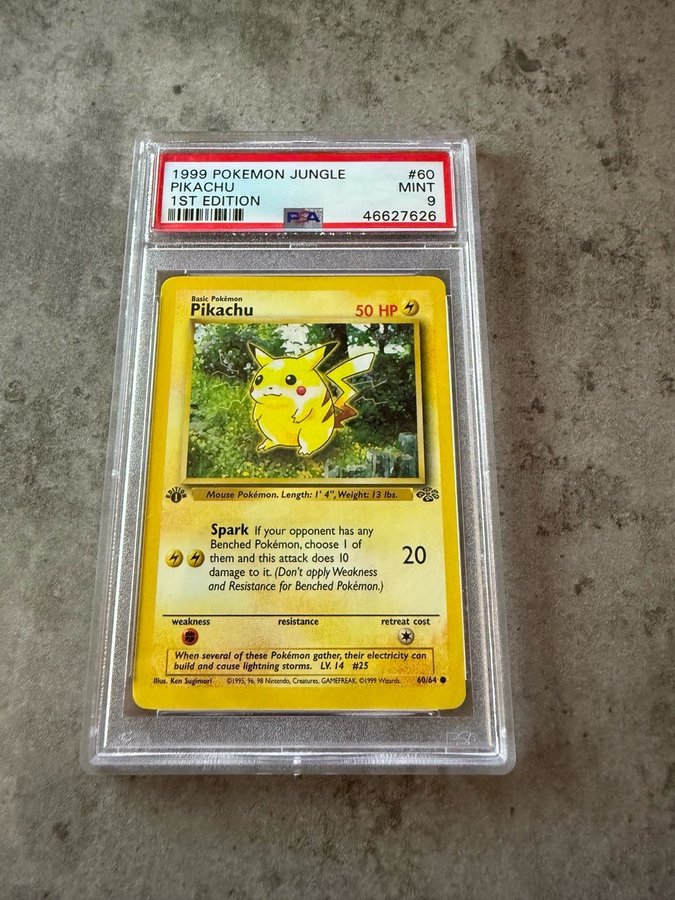 1999 POKEMON JUNGLE #60
PIKACHU MINT
1ST EDITION 9
PSA 46627626
Basic Pokémon
Pikachu 50 HP
EDITION 1
Mouse Pokémon. Length: 1' 4", Weight: 13 lbs.
Spark If your opponent has any
Benched Pokémon, choose 1 of
them and this attack does 10
damage to it. (Don't apply Weakness
and Resistance for Benched Pokémon.)
20
weakness resistance retreat cost
When several of these Pokémon gather, their electricity can
build and cause lightning storms. LV. 14 #25
Illus. Ken Sugimori ©1995, 96, 98 Nintendo, Creatures, GAMEFREAK. ©1999 Wizards. 60/64
PSA